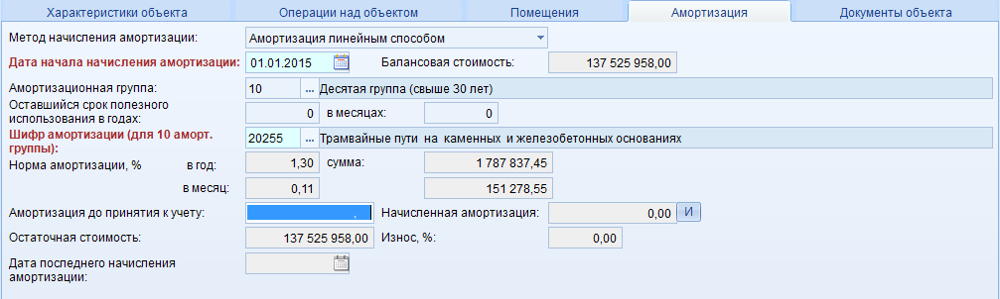 Характеристики объекта Операции над объектом Помещения Амортизация Документы объекта
Метод начисления амортизации: Амортизация линейным способом
Дата начала начисления амортизации: 01.01.2015 Балансовая стоимость: 137 525 958,00
Амортизационная группа: 10 ... Десятая группа (свыше 30 лет)
Оставшийся срок полезного
использования в годах: 0 в месяцах: 0
Шифр амортизации (для 10 аморт.
группы): 20255 ... Трамвайные пути на каменных и железобетонных основаниях
Норма амортизации, % в год: 1,30 сумма: 1 787 837,45
в месяц: 0,11 151 278,55
Амортизация до принятия к учету: , Начисленная амортизация: 0,00 И
Остаточная стоимость: 137 525 958,00 Износ, %: 0,00
Дата последнего начисления
амортизации: